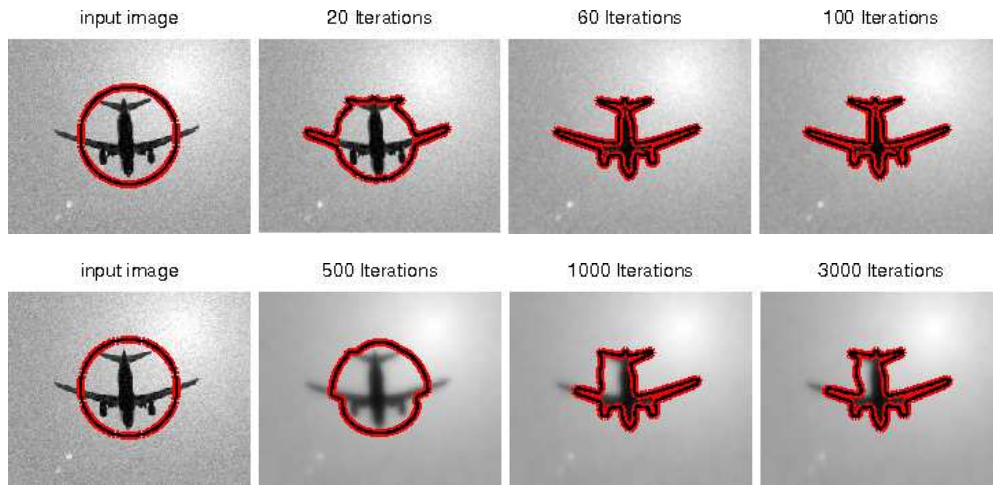 input image
20 Iterations
60 Iterations
100 Iterations
input image
500 Iterations
1000 Iterations
3000 Iterations